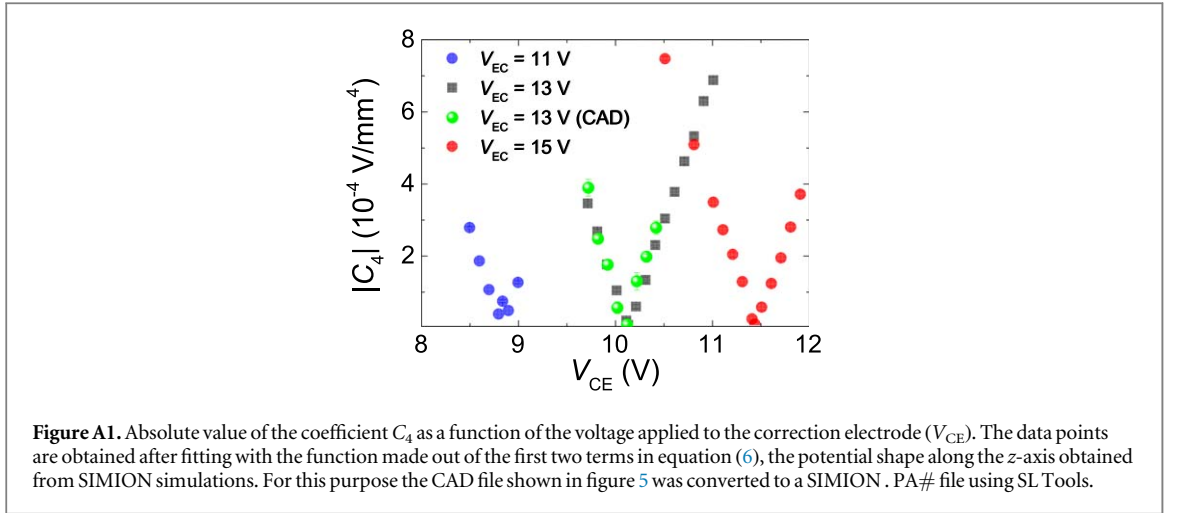 8
6
4
2
|C₄| (10⁻⁴ V/mm⁴)
V_EC = 11 V
V_EC = 13 V
V_EC = 13 V (CAD)
V_EC = 15 V
8 9 10 11 12
V_CE (V)
Figure A1. Absolute value of the coefficient C₄ as a function of the voltage applied to the correction electrode (V_CE). The data points
are obtained after fitting with the function made out of the first two terms in equation (6), the potential shape along the z-axis obtained
from SIMION simulations. For this purpose the CAD file shown in figure 5 was converted to a SIMION . PA# file using SL Tools.